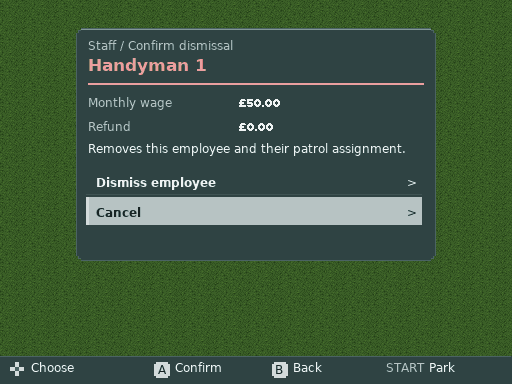 Staff / Confirm dismissal
Handyman 1
Monthly wage £50.00
Refund £0.00
Removes this employee and their patrol assignment.
Dismiss employee >
Cancel >
Choose A Confirm B Back START Park